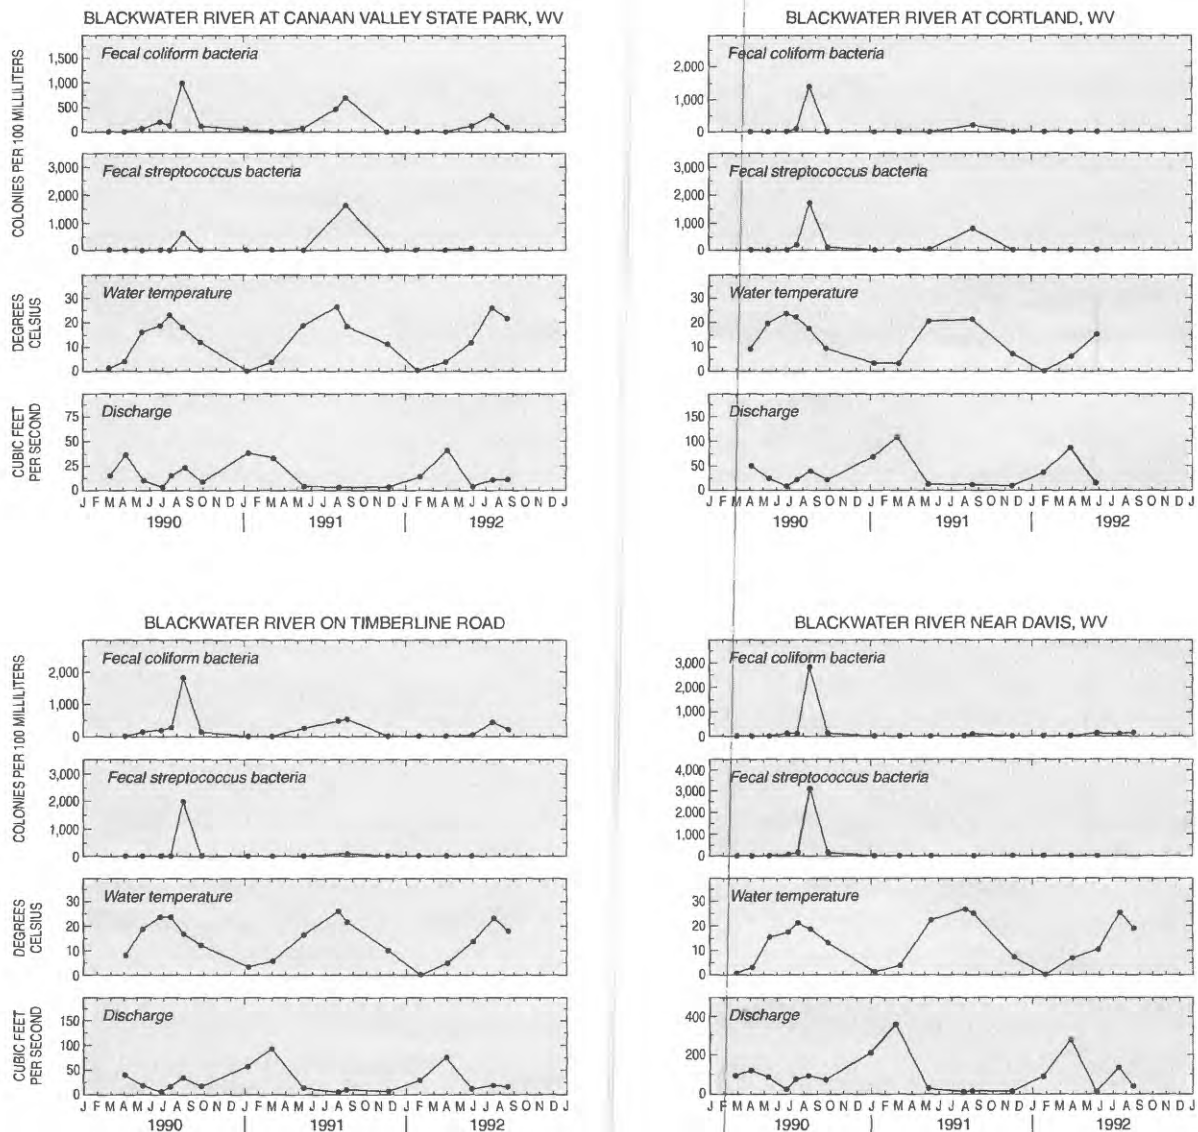 BLACKWATER RIVER AT CANAAN VALLEY STATE PARK, WV
COLONIES PER 100 MILLILITERS
Fecal coliform bacteria
1,500
1,000
500
0
Fecal streptococcus bacteria
3,000
2,000
1,000
0
DEGREES
CELSIUS
Water temperature
30
20
10
0
CUBIC FEET
PER SECOND
Discharge
75
50
25
0
J F M A M J J A S O N D J F M A M J J A S O N D J F M A M J J A S O N D J
1990 1991 1992
BLACKWATER RIVER AT CORTLAND, WV
Fecal coliform bacteria
2,000
1,000
0
Fecal streptococcus bacteria
3,000
2,000
1,000
0
Water temperature
30
20
10
0
Discharge
150
100
50
0
J F M A M J J A S O N D J F M A M J J A S O N D J F M A M J J A S O N D J
1990 1991 1992
BLACKWATER RIVER ON TIMBERLINE ROAD
COLONIES PER 100 MILLILITERS
Fecal coliform bacteria
2,000
1,000
0
Fecal streptococcus bacteria
3,000
2,000
1,000
0
DEGREES
CELSIUS
Water temperature
30
20
10
0
CUBIC FEET
PER SECOND
Discharge
150
100
50
0
J F M A M J J A S O N D J F M A M J J A S O N D J F M A M J J A S O N D J
1990 1991 1992
BLACKWATER RIVER NEAR DAVIS, WV
Fecal coliform bacteria
3,000
2,000
1,000
0
Fecal streptococcus bacteria
4,000
3,000
2,000
1,000
0
Water temperature
30
20
10
0
Discharge
400
200
0
J F M A M J J A S O N D J F M A M J J A S O N D J F M A M J J A S O N D J
1990 1991 1992